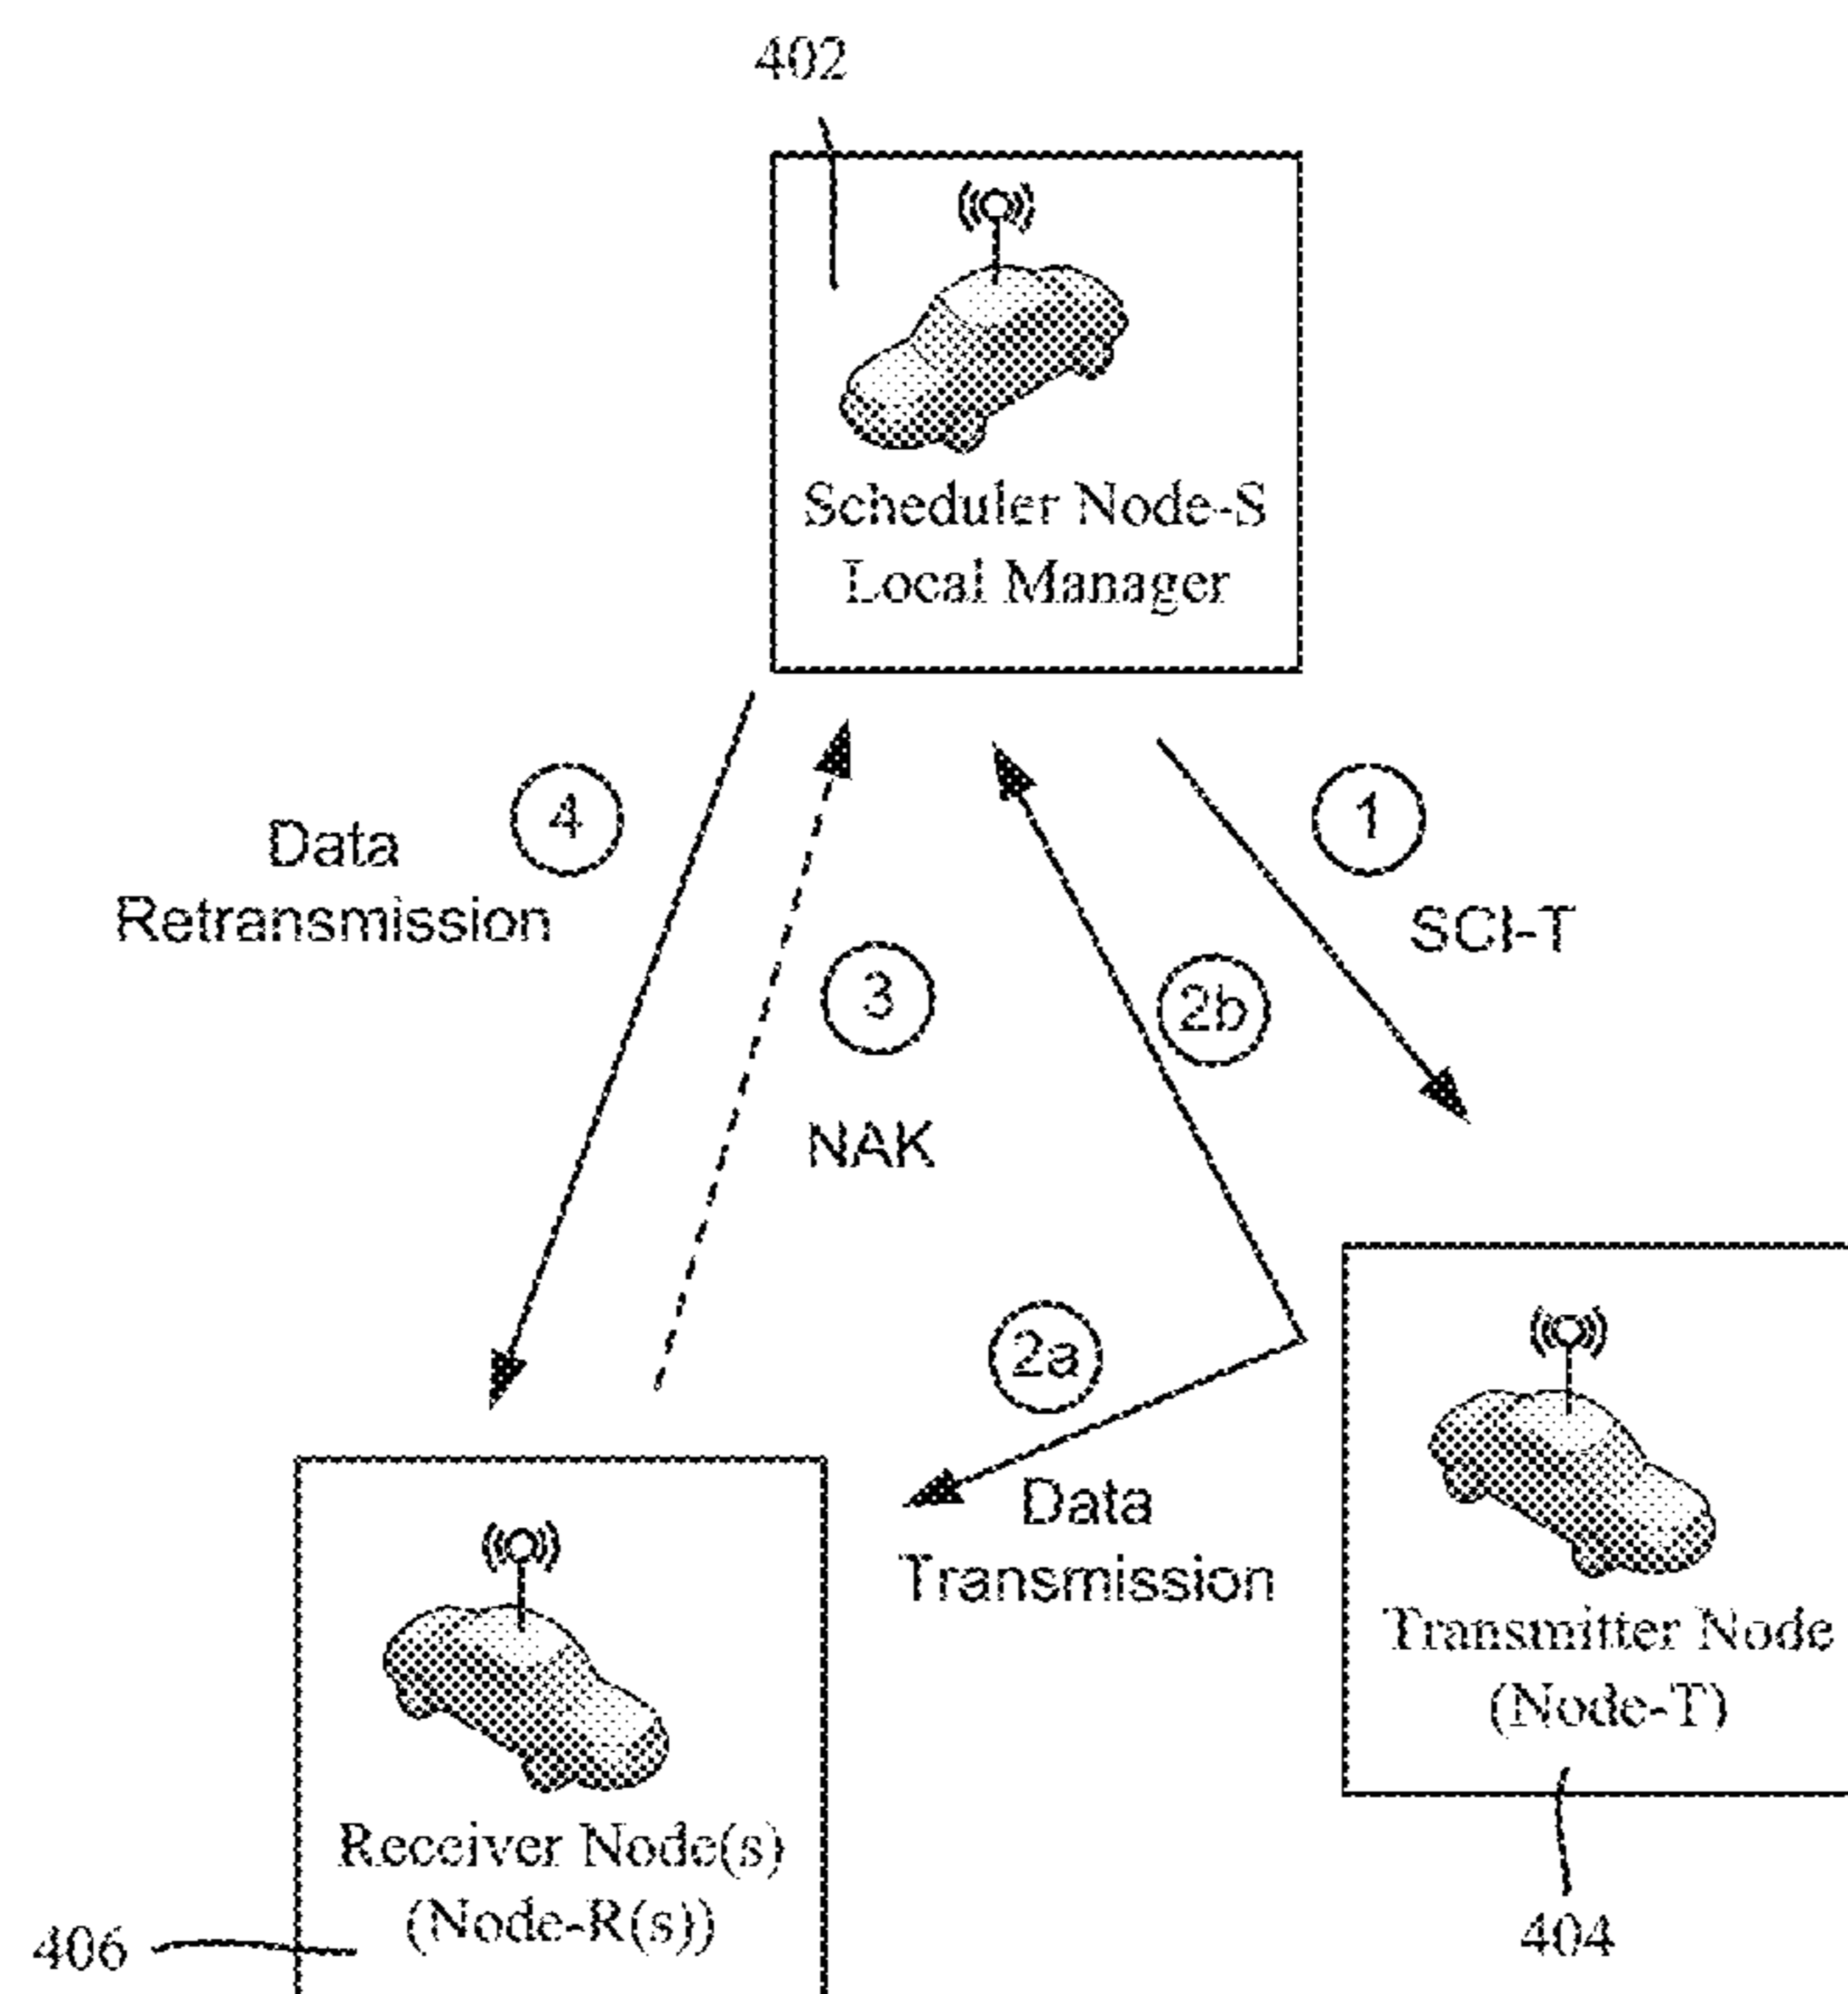 402
Scheduler Node-S
Local Manager
4
Data
Retransmission
1
SCI-T
3
2b
NAK
2a
Data
Transmission
Transmitter Node
(Node-T)
Receiver Node(s)
(Node-R(s))
406
404